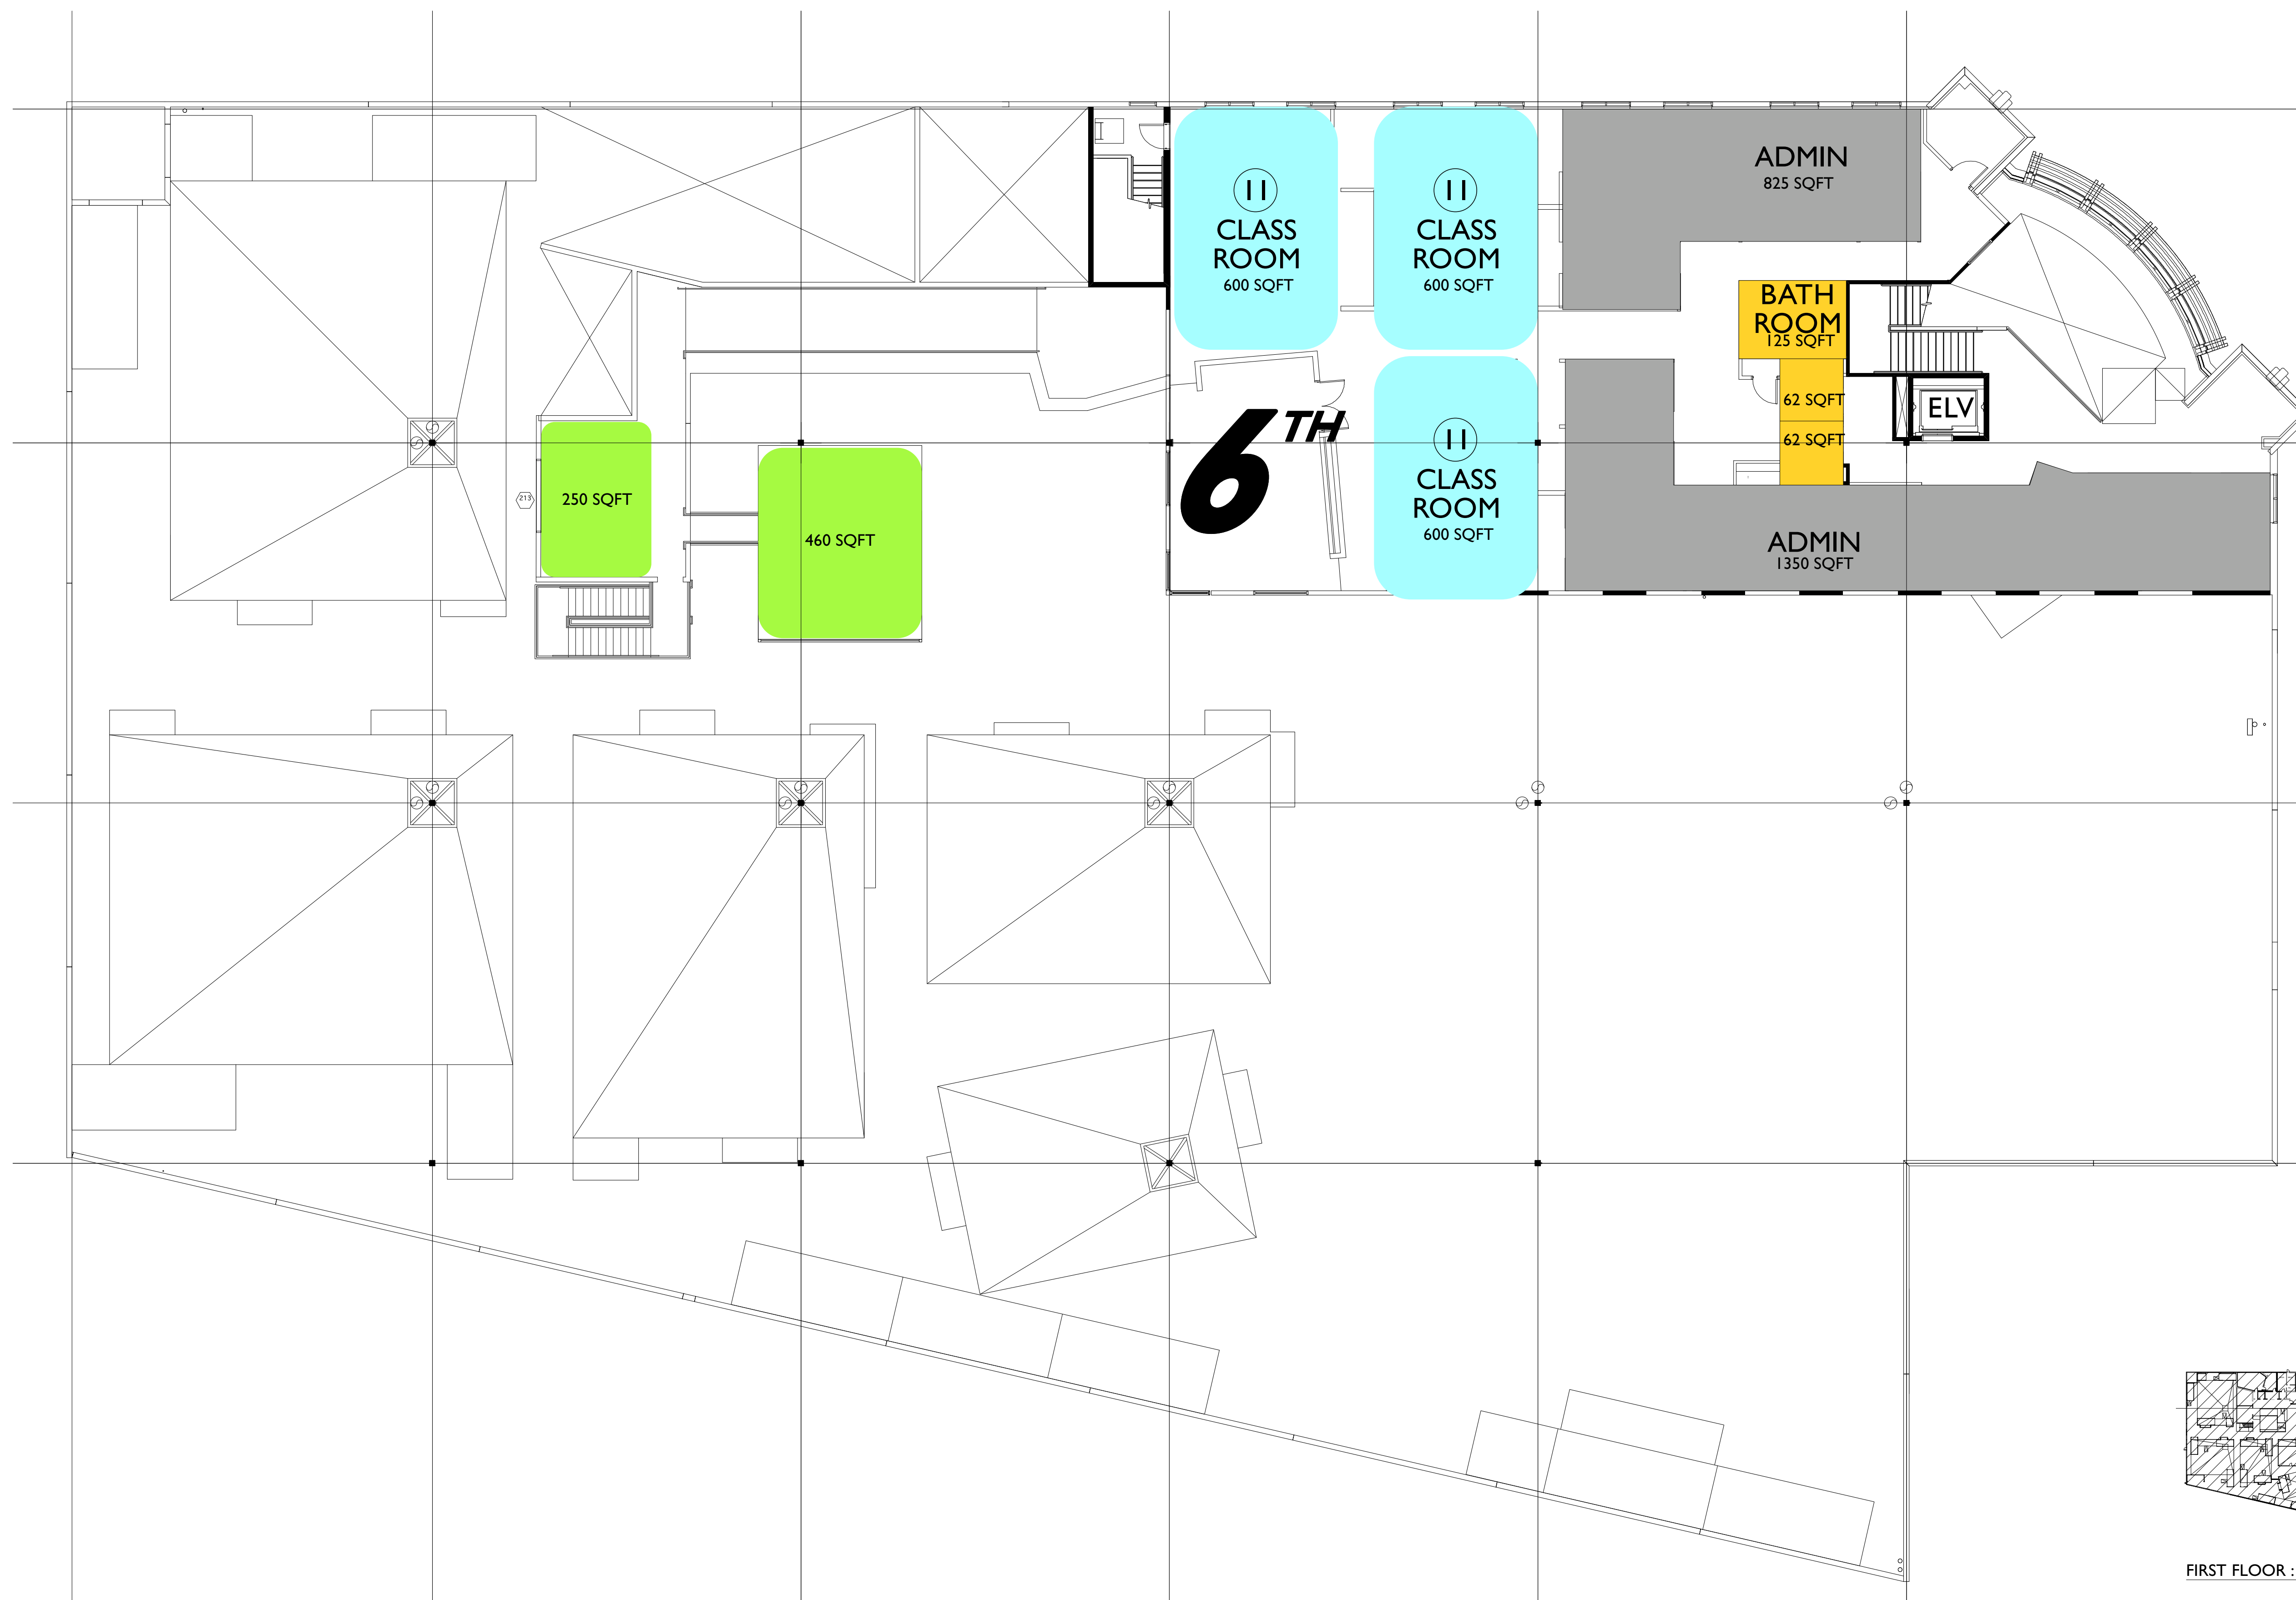 11
CLASS
ROOM
600 SQFT
11
CLASS
ROOM
600 SQFT
ADMIN
825 SQFT
BATH
ROOM
125 SQFT
62 SQFT
62 SQFT
ELV
6TH
11
CLASS
ROOM
600 SQFT
213
250 SQFT
460 SQFT
ADMIN
1350 SQFT
FIRST FLOOR :